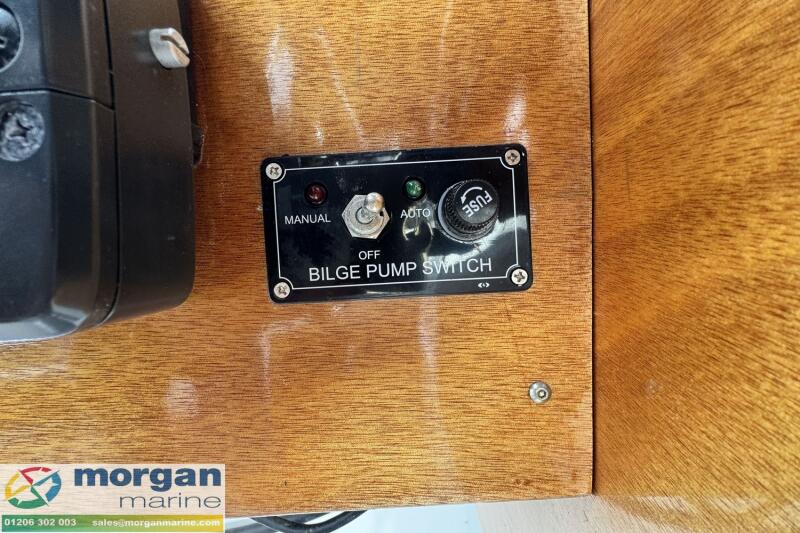 MANUAL
AUTO
FUSE
OFF
BILGE PUMP SWITCH
morgan
marine
01206 302 003 sales@morganmarine.com